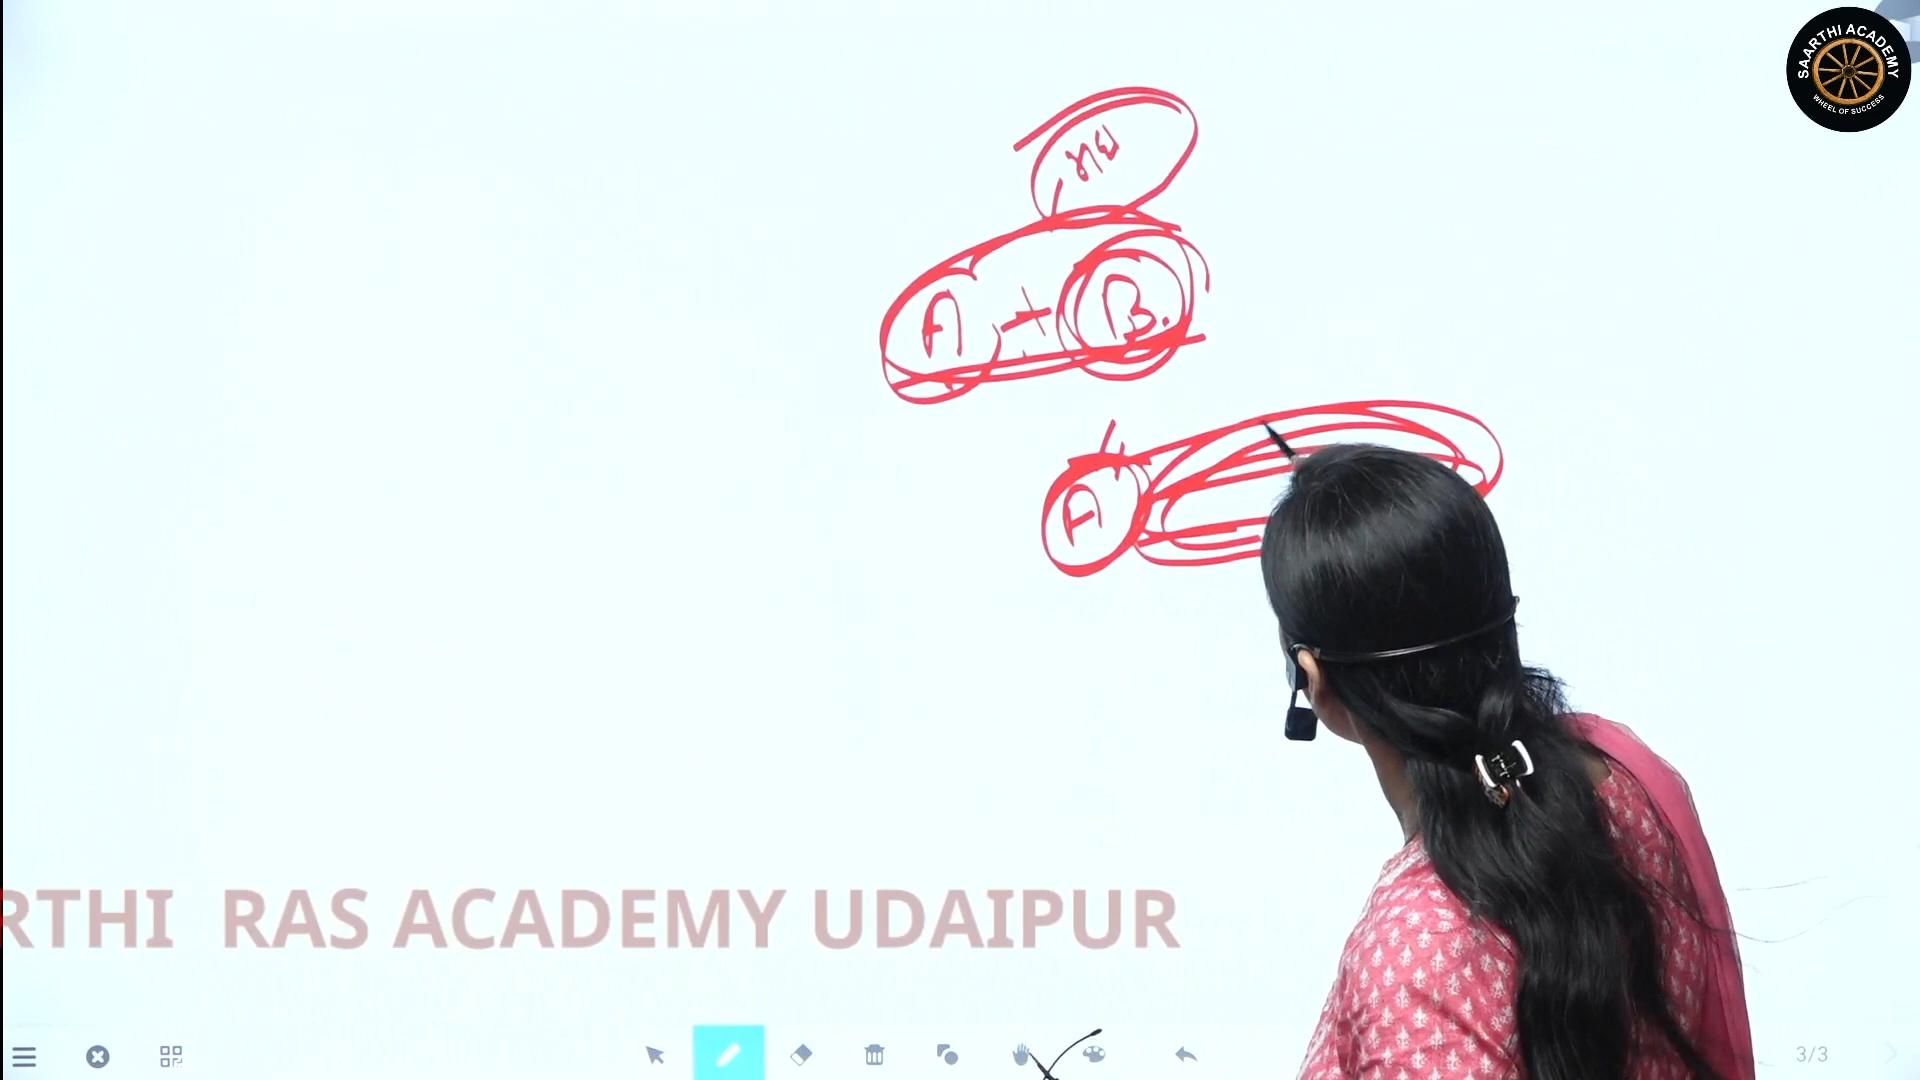 SAARTHI ACADEMY
WHEEL OF SUCCESS
A + B.
A
RTHI RAS ACADEMY UDAIPUR
3/3